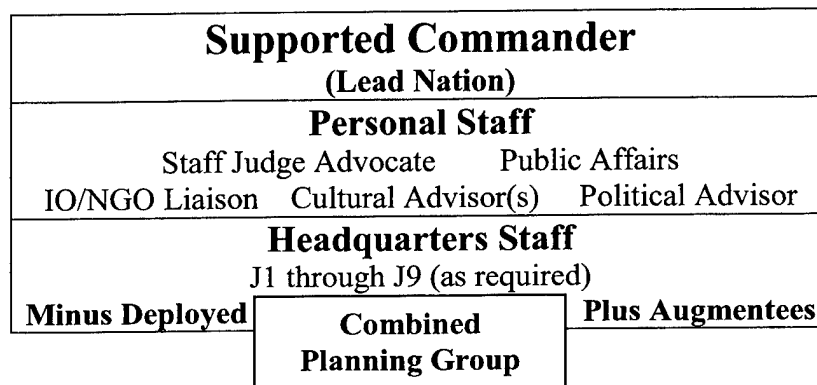 Supported Commander
(Lead Nation)
Personal Staff
Staff Judge Advocate Public Affairs
IO/NGO Liaison Cultural Advisor(s) Political Advisor
Headquarters Staff
J1 through J9 (as required)
Minus Deployed Plus Augmentees
Combined
Planning Group